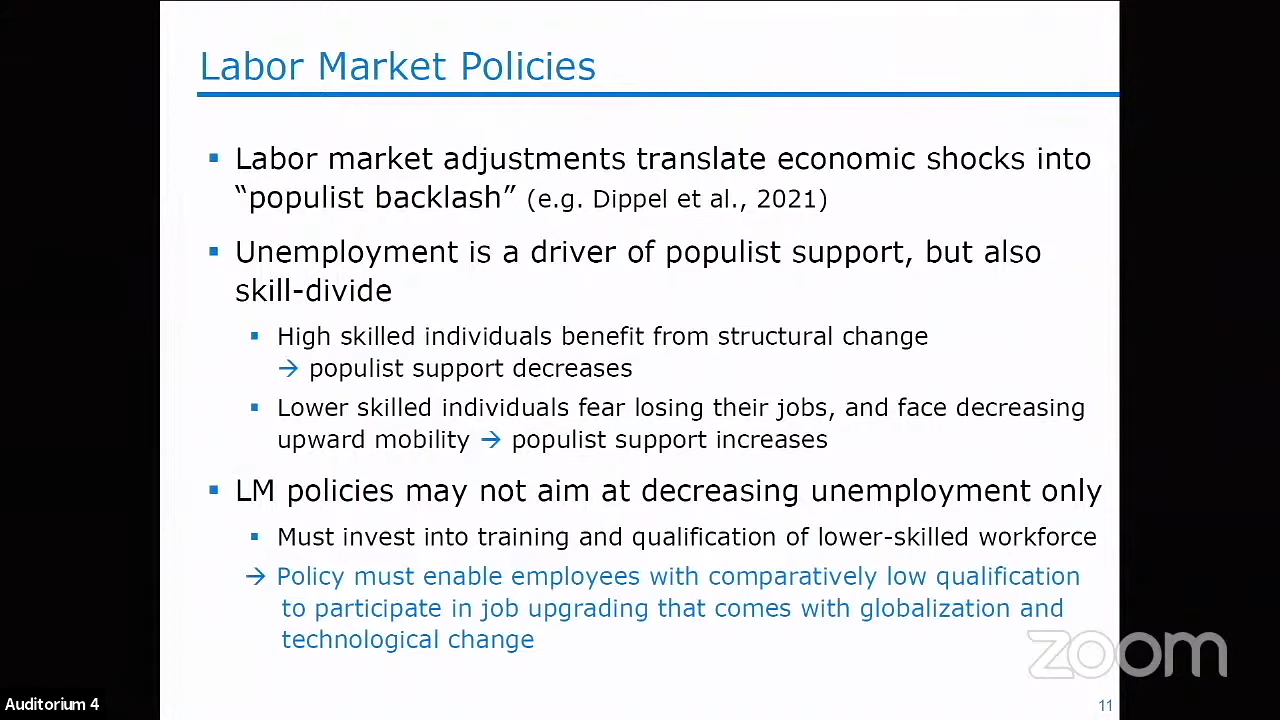 Labor Market Policies
▪ Labor market adjustments translate economic shocks into
“populist backlash” (e.g. Dippel et al., 2021)
▪ Unemployment is a driver of populist support, but also
skill-divide
▪ High skilled individuals benefit from structural change
→ populist support decreases
▪ Lower skilled individuals fear losing their jobs, and face decreasing
upward mobility → populist support increases
▪ LM policies may not aim at decreasing unemployment only
▪ Must invest into training and qualification of lower-skilled workforce
→ Policy must enable employees with comparatively low qualification
to participate in job upgrading that comes with globalization and
technological change
zoom
Auditorium 4
11